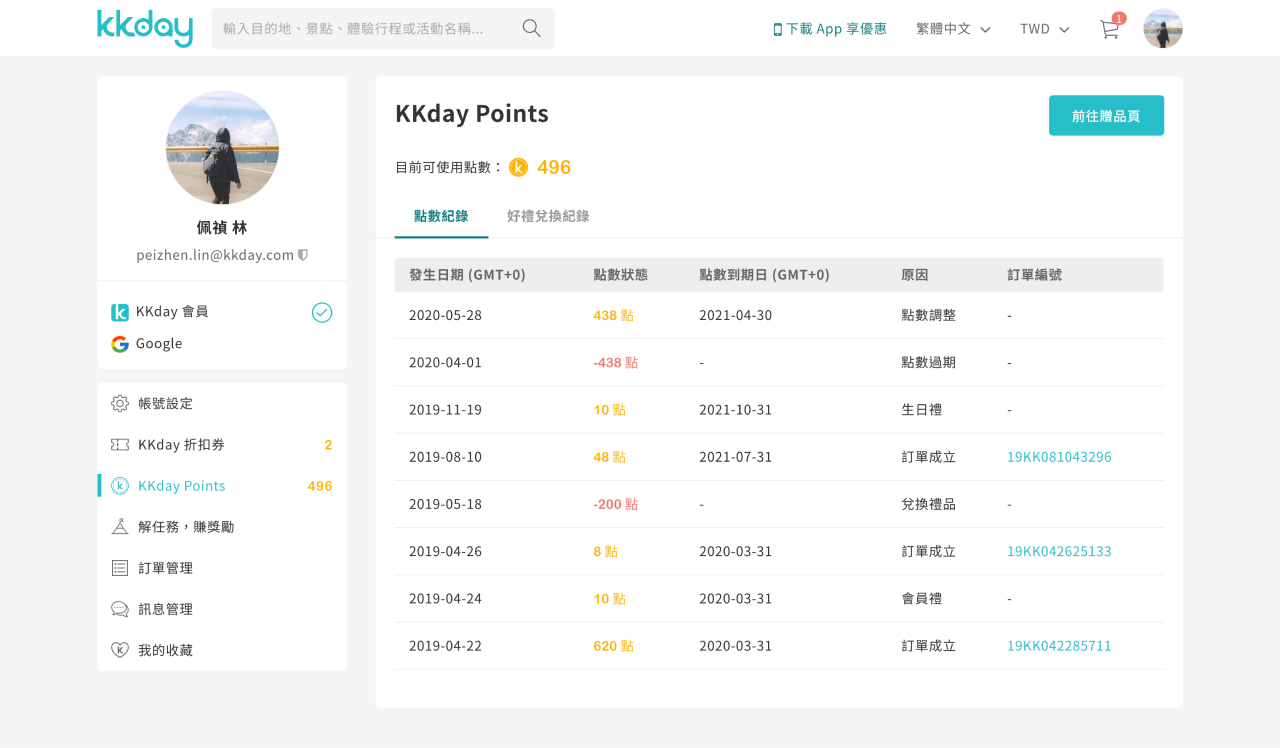 kkday
輸入目的地、景點、體驗行程或活動名稱...
下載 App 享優惠
繁體中文
TWD
1
佩禎 林
peizhen.lin@kkday.com
KKday 會員
Google
帳號設定
KKday 折扣券 2
KKday Points 496
解任務，賺獎勵
訂單管理
訊息管理
我的收藏
KKday Points
前往贈品頁
目前可使用點數： 496
點數紀錄 好禮兌換紀錄
發生日期 (GMT+0) 點數狀態 點數到期日 (GMT+0) 原因 訂單編號
2020-05-28 438 點 2021-04-30 點數調整 -
2020-04-01 -438 點 - 點數過期 -
2019-11-19 10 點 2021-10-31 生日禮 -
2019-08-10 48 點 2021-07-31 訂單成立 19KK081043296
2019-05-18 -200 點 - 兌換禮品 -
2019-04-26 8 點 2020-03-31 訂單成立 19KK042625133
2019-04-24 10 點 2020-03-31 會員禮 -
2019-04-22 620 點 2020-03-31 訂單成立 19KK042285711